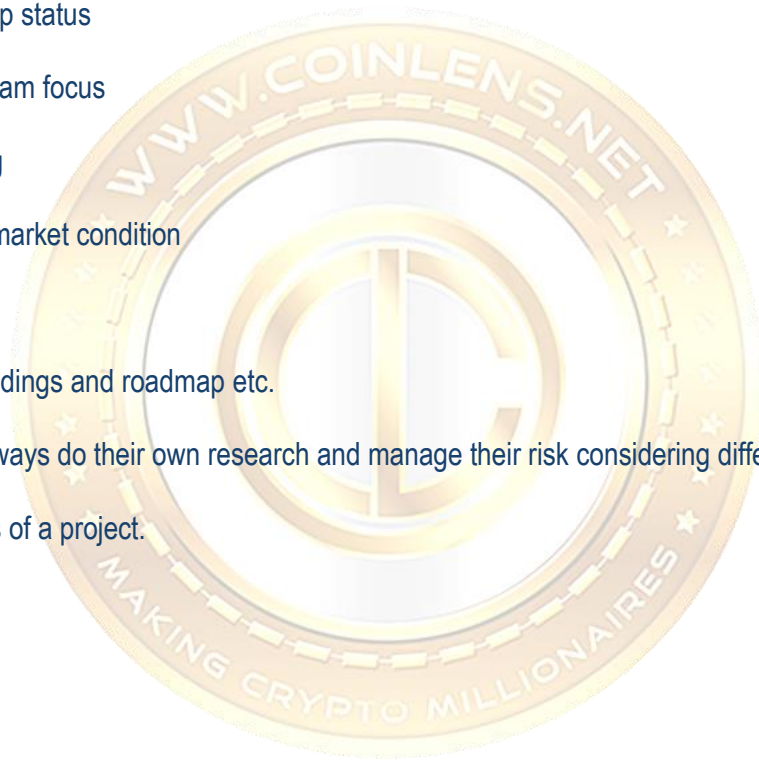 p status
WWW.COINLENS.NET
am focus
g
market condition
dings and roadmap etc.
ways do their own research and manage their risk considering diffe
s of a project.
MAKING CRYPTO MILLIONAIRES